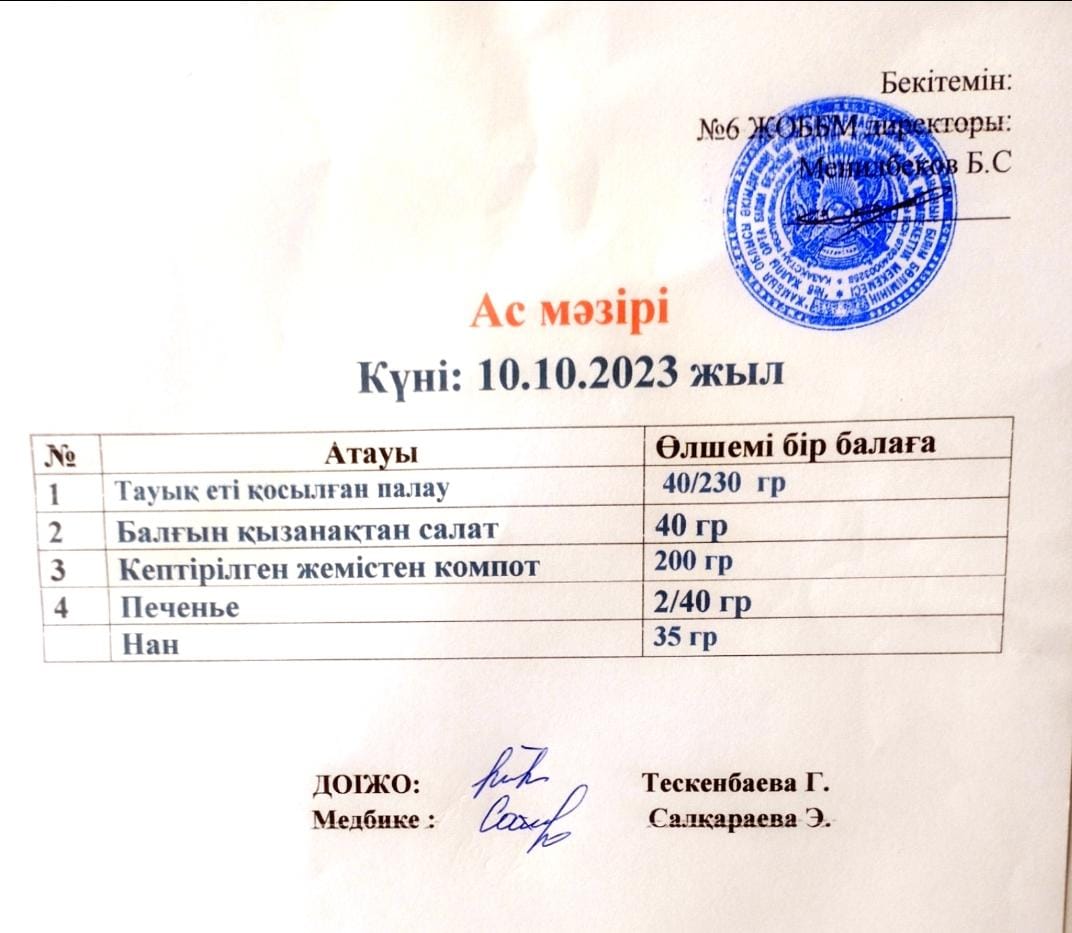 Бекітемін:
№6 ЖОББМ директоры:
Менлдбеков Б.С
Ас мәзірі
Күні: 10.10.2023 жыл
№ Атауы Өлшемі бір балаға
1 Тауық еті қосылған палау 40/230 гр
2 Балғын қызанақтан салат 40 гр
3 Кептірілген жемістен компот 200 гр
4 Печенье 2/40 гр
Нан 35 гр
ДОІЖО: Тескенбаева Г.
Медбике : Салқараева Э.